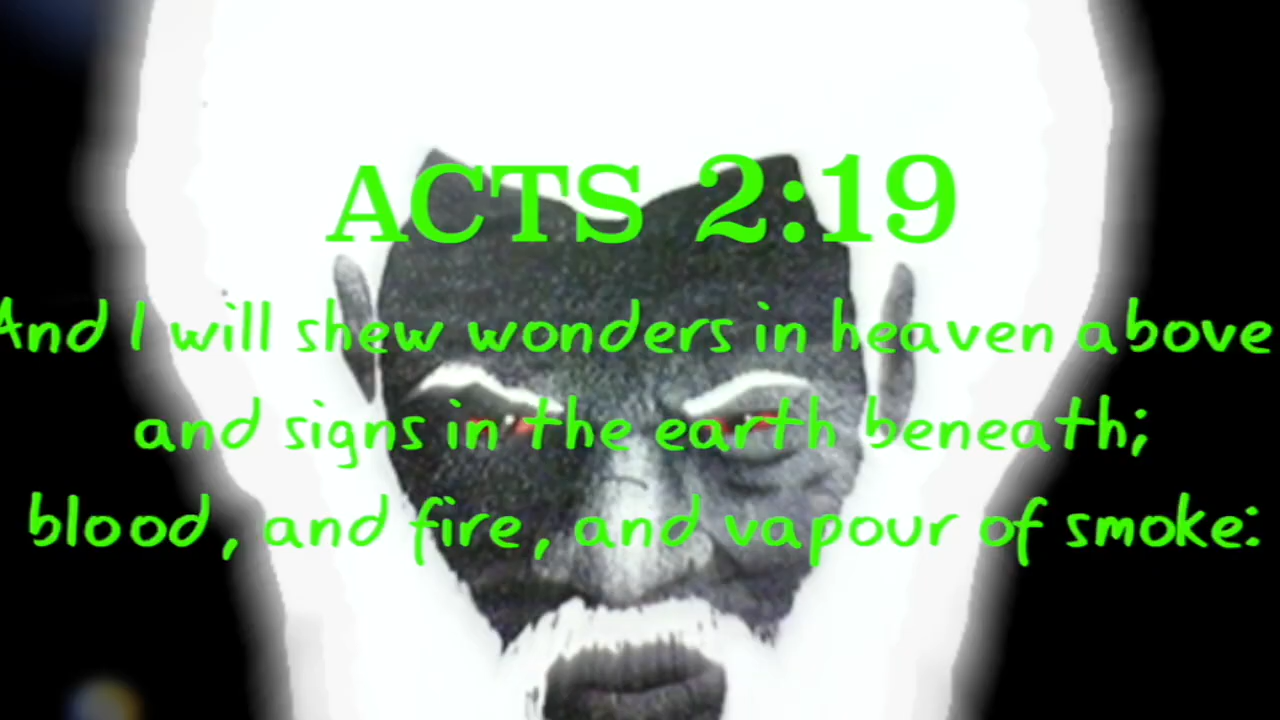 ACTS 2:19
And I will shew wonders in heaven above
and signs in the earth beneath;
blood, and fire, and vapour of smoke: